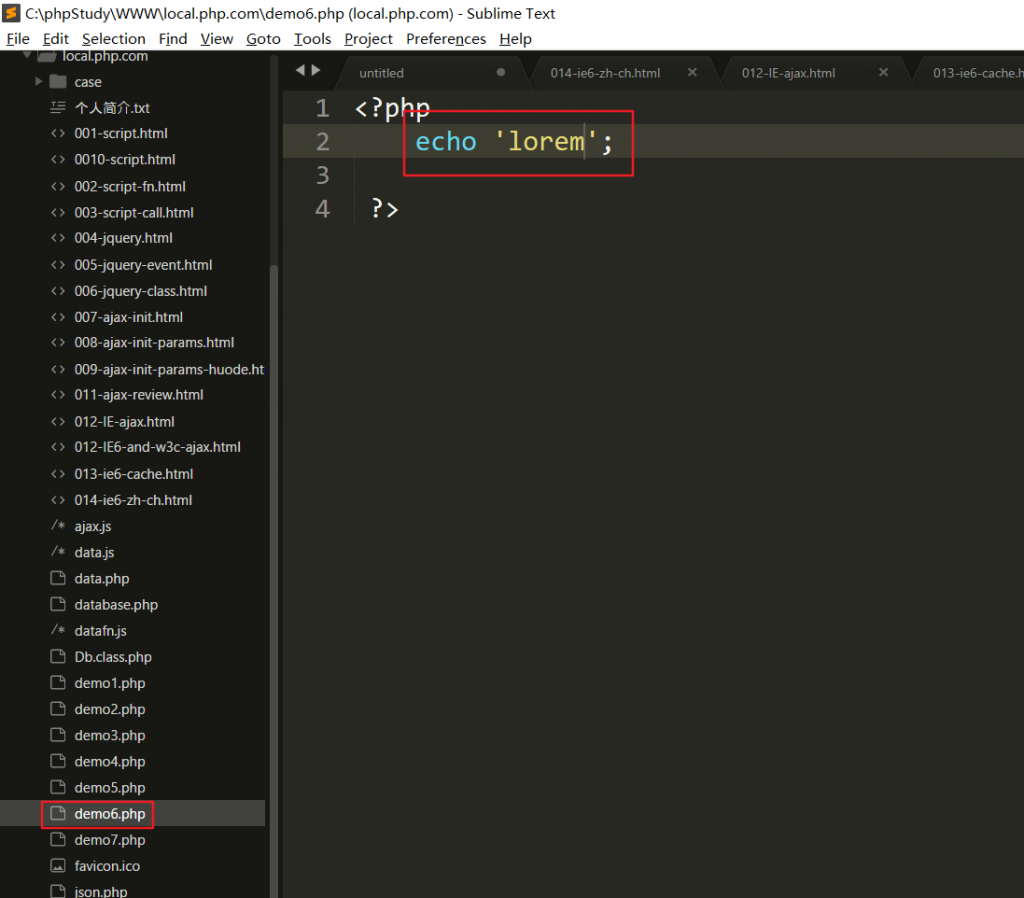 C:\phpStudy\WWW\local.php.com\demo6.php (local.php.com) - Sublime Text
File Edit Selection Find View Goto Tools Project Preferences Help
local.php.com
case
个人简介.txt
001-script.html
0010-script.html
002-script-fn.html
003-script-call.html
004-jquery.html
005-jquery-event.html
006-jquery-class.html
007-ajax-init.html
008-ajax-init-params.html
009-ajax-init-params-huode.ht
011-ajax-review.html
012-IE-ajax.html
012-IE6-and-w3c-ajax.html
013-ie6-cache.html
014-ie6-zh-ch.html
/* ajax.js
/* data.js
data.php
database.php
/* datafn.js
Db.class.php
demo1.php
demo2.php
demo3.php
demo4.php
demo5.php
demo6.php
demo7.php
favicon.ico
json.php
untitled 014-ie6-zh-ch.html 012-IE-ajax.html 013-ie6-cache.h
1 <?php
2 echo 'lorem';
3
4 ?>